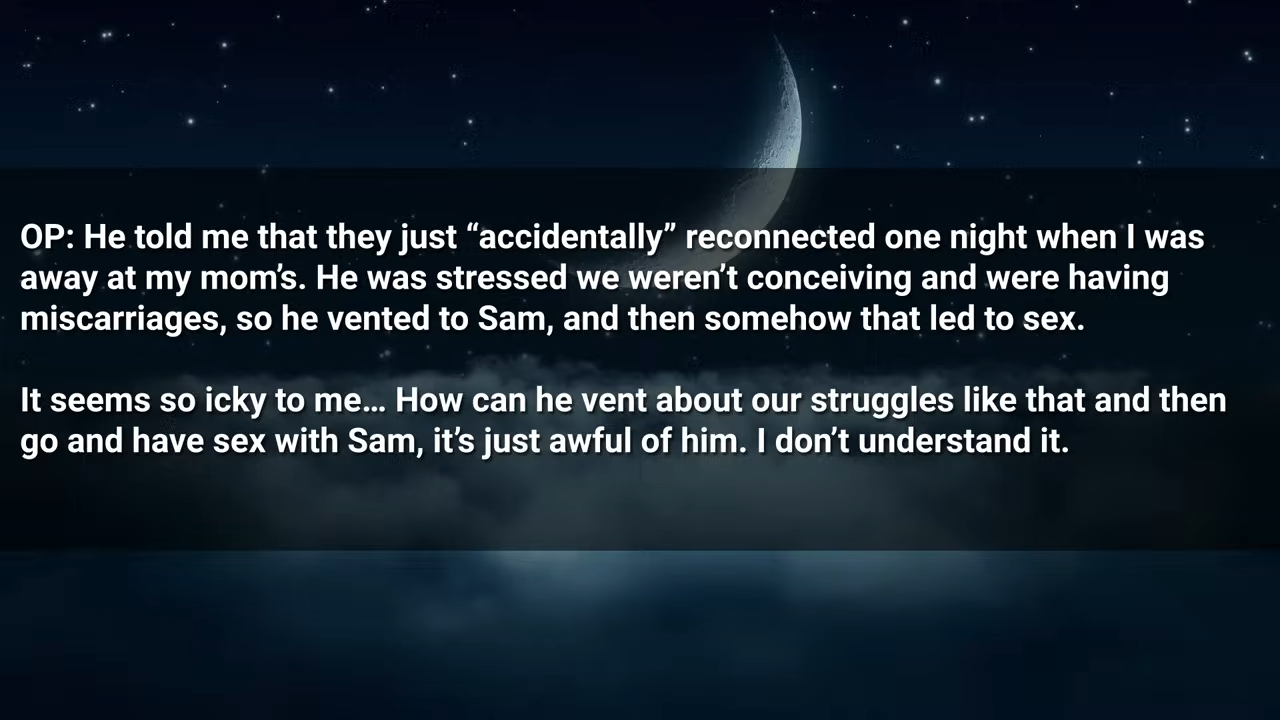 OP: He told me that they just “accidentally” reconnected one night when I was
away at my mom’s. He was stressed we weren’t conceiving and were having
miscarriages, so he vented to Sam, and then somehow that led to sex.
It seems so icky to me… How can he vent about our struggles like that and then
go and have sex with Sam, it’s just awful of him. I don’t understand it.